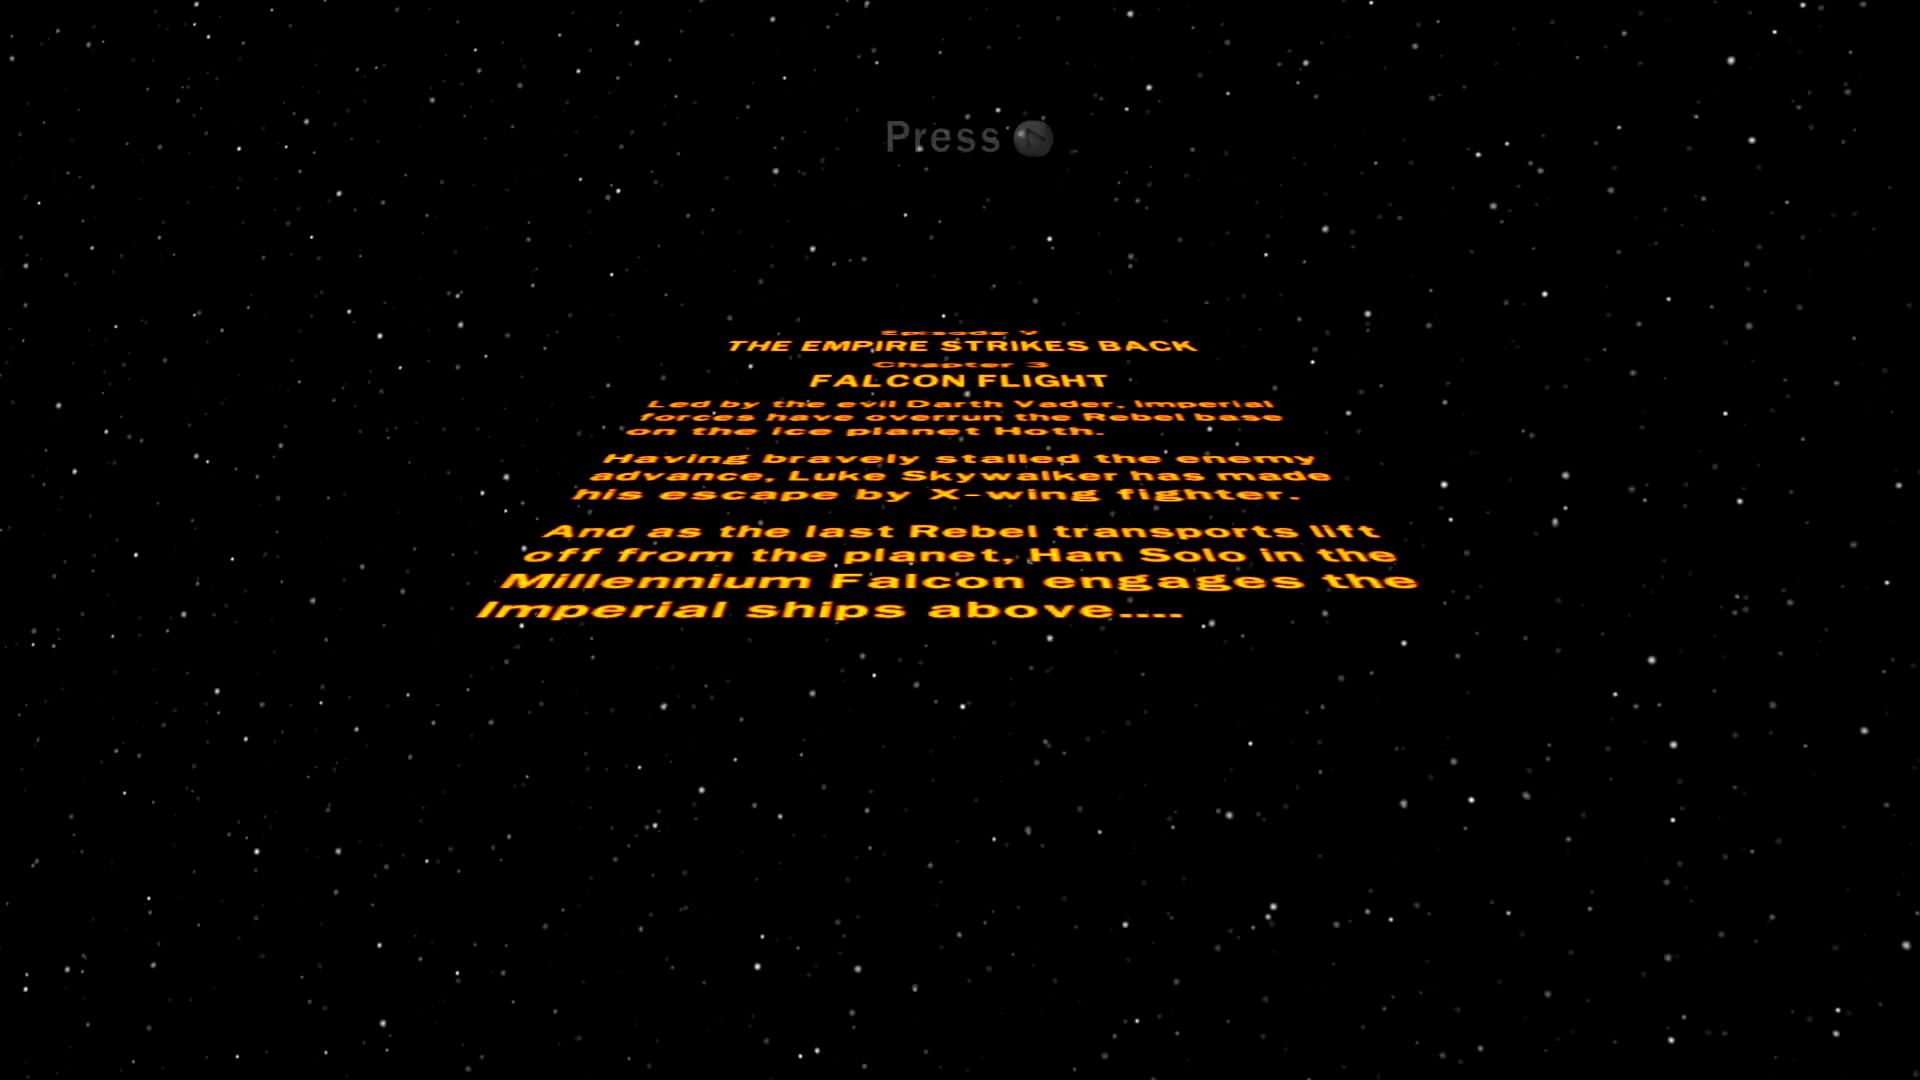 Press
Episode V
THE EMPIRE STRIKES BACK
Chapter 3
FALCON FLIGHT
Led by the evil Darth Vader, Imperial
forces have overrun the Rebel base
on the ice planet Hoth.
Having bravely stalled the enemy
advance, Luke Skywalker has made
his escape by X-wing fighter.
And as the last Rebel transports lift
off from the planet, Han Solo in the
Millennium Falcon engages the
Imperial ships above....